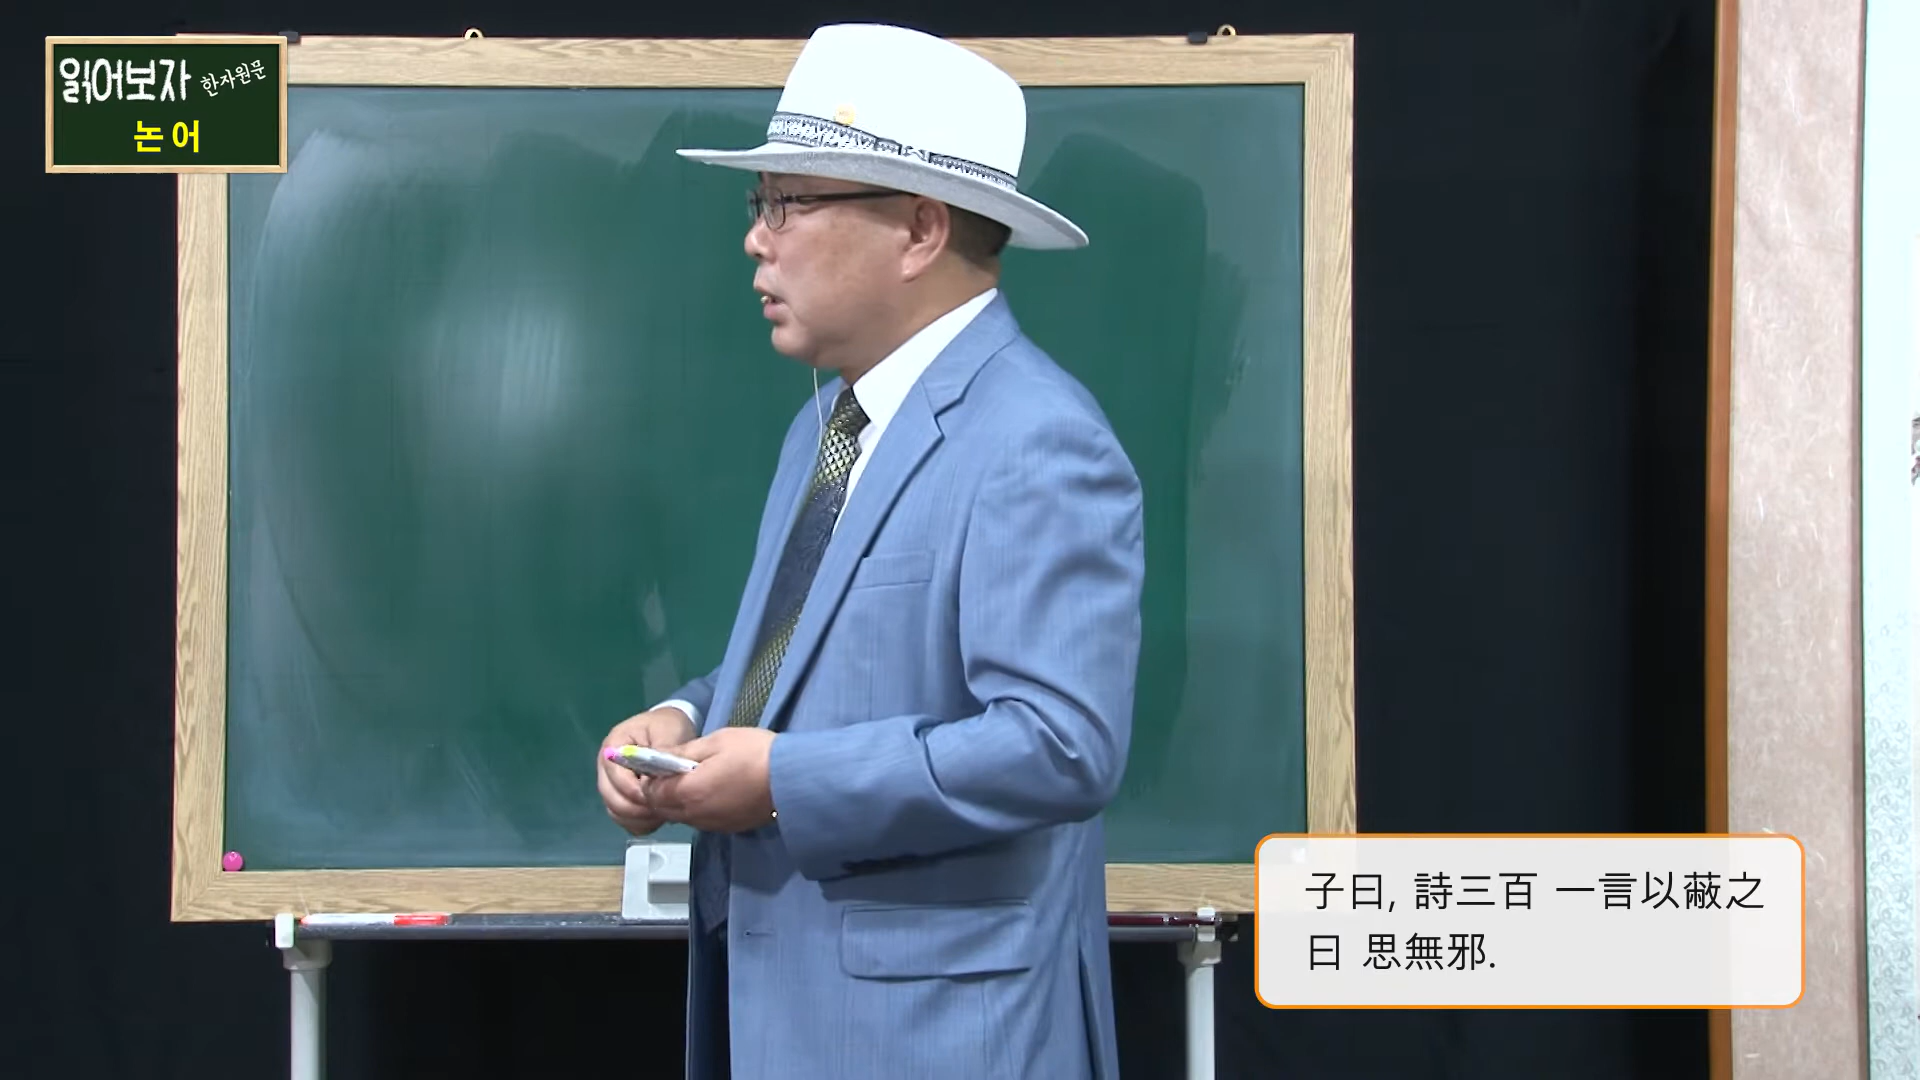 읽어보자 한자원문
논어
子曰, 詩三百 一言以蔽之
曰 思無邪.